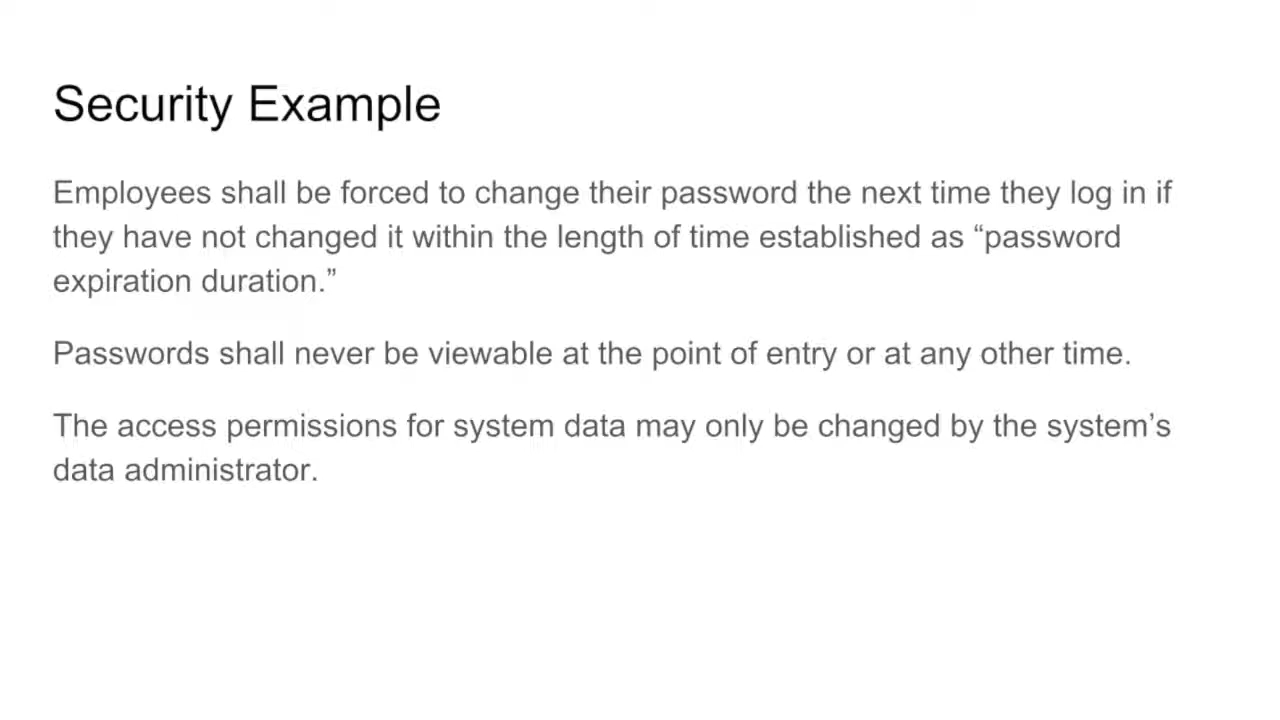 Security Example
Employees shall be forced to change their password the next time they log in if
they have not changed it within the length of time established as “password
expiration duration.”
Passwords shall never be viewable at the point of entry or at any other time.
The access permissions for system data may only be changed by the system’s
data administrator.